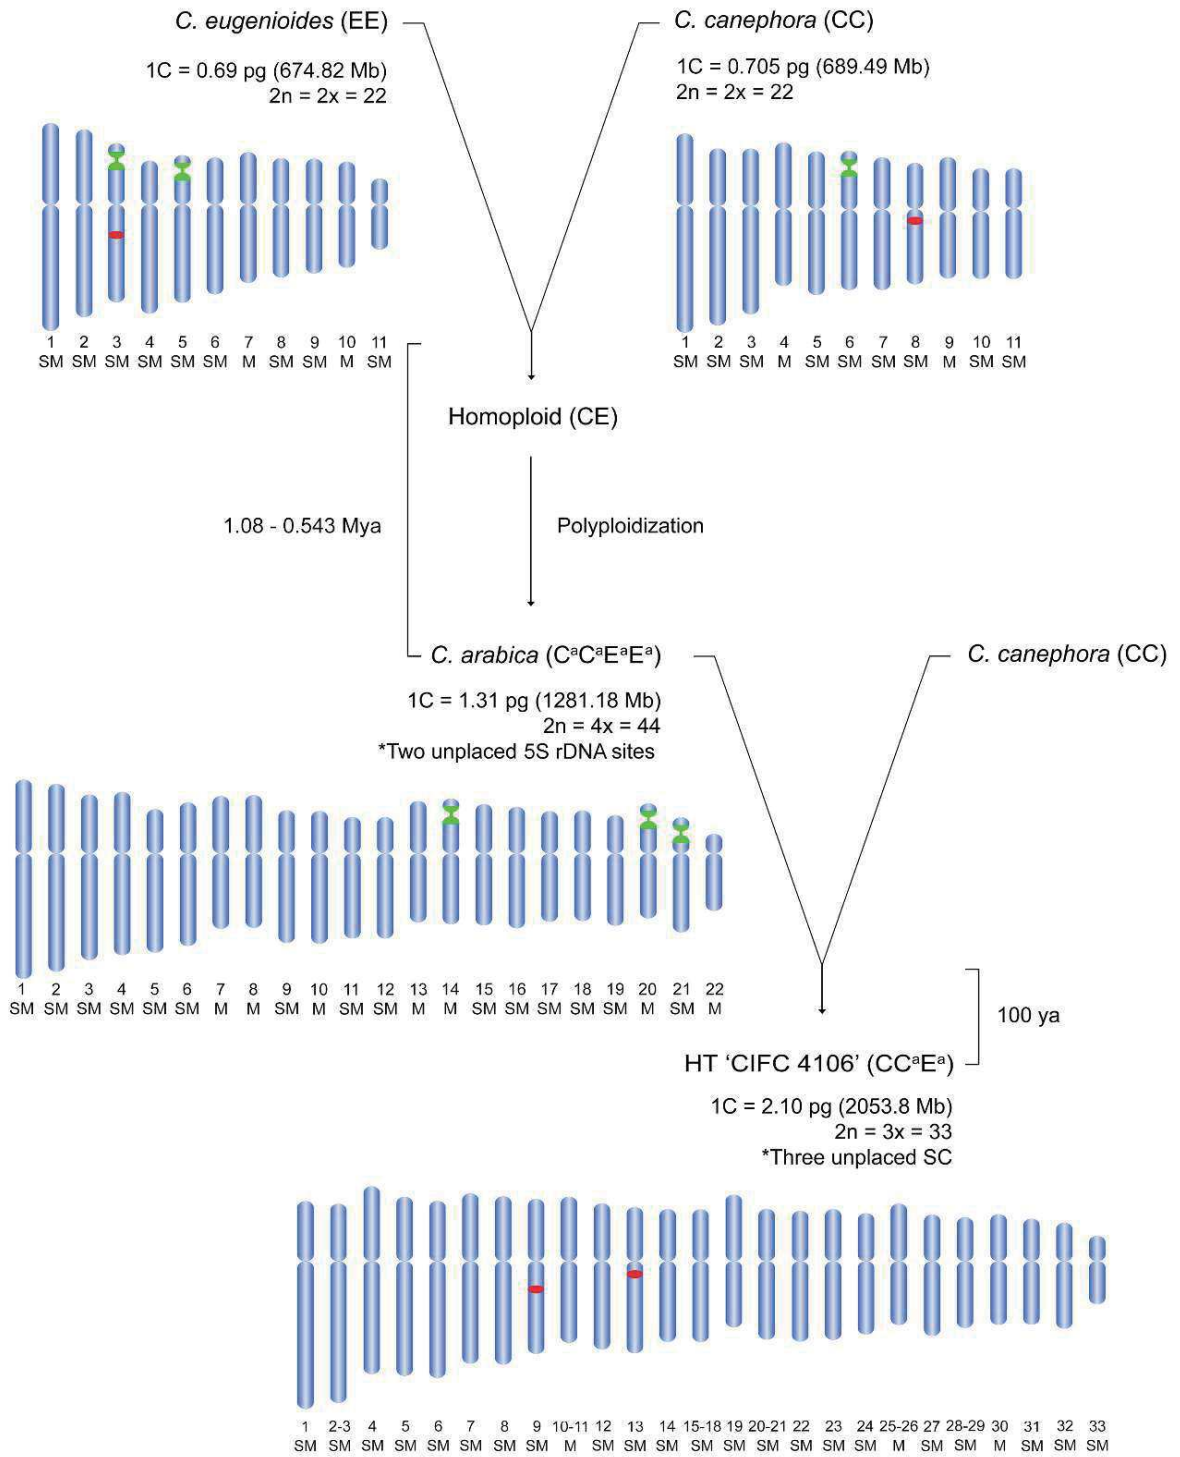 C. eugenioides (EE)
1C = 0.69 pg (674.82 Mb)
2n = 2x = 22
C. canephora (CC)
1C = 0.705 pg (689.49 Mb)
2n = 2x = 22
1 2 3 4 5 6 7 8 9 10 11
SM SM SM SM SM SM M SM SM M SM
1 2 3 4 5 6 7 8 9 10 11
SM SM SM M SM SM SM SM M SM SM
Homoploid (CE)
1.08 - 0.543 Mya
Polyploidization
C. arabica (CᵃCᵃEᵃEᵃ)
C. canephora (CC)
1C = 1.31 pg (1281.18 Mb)
2n = 4x = 44
*Two unplaced 5S rDNA sites
1 2 3 4 5 6 7 8 9 10 11 12 13 14 15 16 17 18 19 20 21 22
SM SM SM SM SM SM M M SM M SM SM M M SM SM SM SM SM M SM M
100 ya
HT ‘CIFC 4106’ (CCᵃEᵃ)
1C = 2.10 pg (2053.8 Mb)
2n = 3x = 33
*Three unplaced SC
1 2-3 4 5 6 7 8 9 10-11 12 13 14 15-18 19 20-21 22 23 24 25-26 27 28-29 30 31 32 33
SM SM SM SM SM SM SM SM M SM SM SM SM SM SM SM SM SM M SM SM M SM SM SM